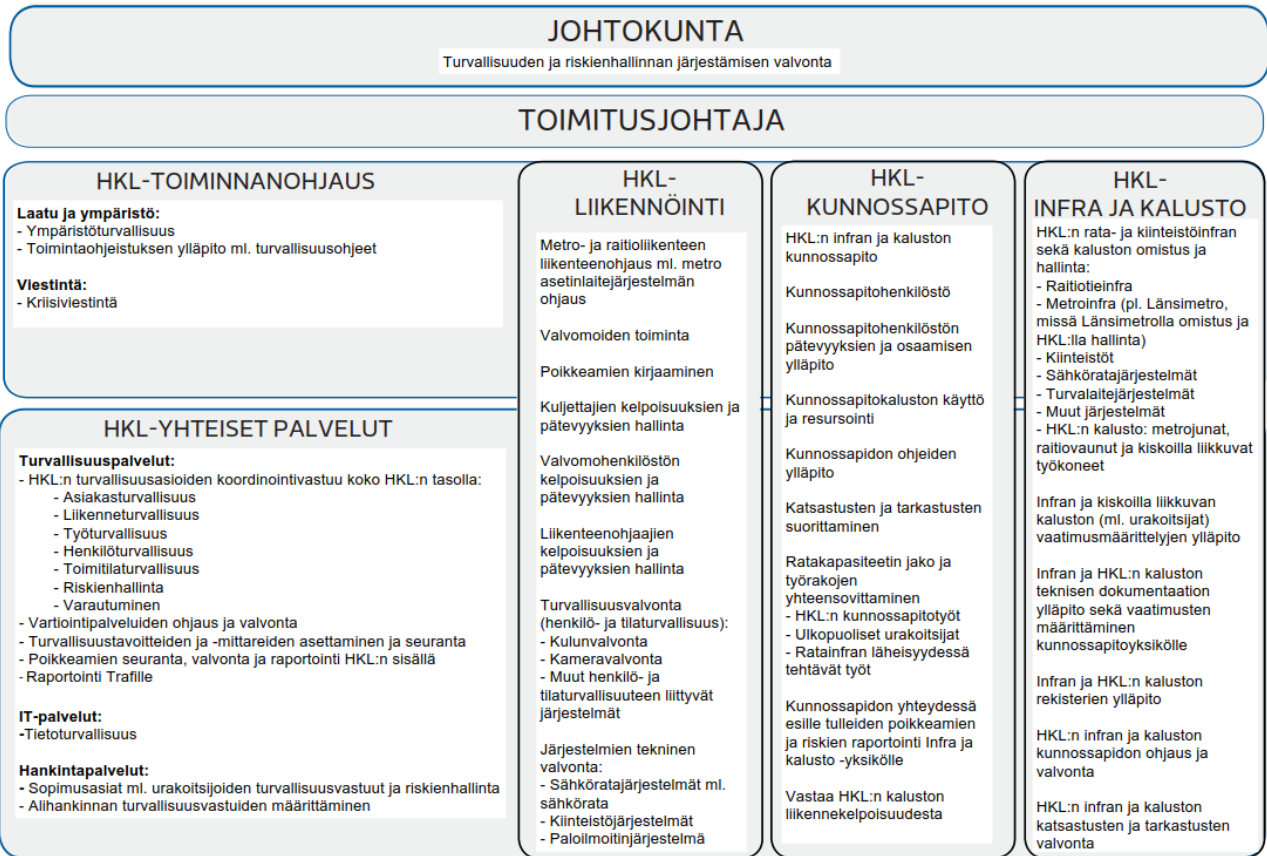 JOHTOKUNTA
Turvallisuuden ja riskienhallinnan järjestämisen valvonta
TOIMITUSJOHTAJA
HKL-TOIMINNANOHJAUS
Laatu ja ympäristö:
- Ympäristöturvallisuus
- Toimintaohjeistuksen ylläpito ml. turvallisuusohjeet
Viestintä:
- Kriisiviestintä
HKL-YHTEISET PALVELUT
Turvallisuuspalvelut:
- HKL:n turvallisuusasioiden koordinointivastuu koko HKL:n tasolla:
- Asiakasturvallisuus
- Liikenneturvallisuus
- Työturvallisuus
- Henkilöturvallisuus
- Toimitilaturvallisuus
- Riskienhallinta
- Varautuminen
- Vartiointipalveluiden ohjaus ja valvonta
- Turvallisuustavoitteiden ja -mittareiden asettaminen ja seuranta
- Poikkeamien seuranta, valvonta ja raportointi HKL:n sisällä
- Raportointi Trafille
IT-palvelut:
-Tietoturvallisuus
Hankintapalvelut:
- Sopimusasiat ml. urakoitsijoiden turvallisuusvastuut ja riskienhallinta
- Alihankinnan turvallisuusvastuiden määrittäminen
HKL-
LIIKENNÖINTI
Metro- ja raitioliikenteen
liikenteenohjaus ml. metro
asetinlaitejärjestelmän
ohjaus
Valvomoiden toiminta
Poikkeamien kirjaaminen
Kuljettajien kelpoisuuksien ja
pätevyyksien hallinta
Valvomohenkilöstön
kelpoisuuksien ja
pätevyyksien hallinta
Liikenteenohjaajien
kelpoisuuksien ja
pätevyyksien hallinta
Turvallisuusvalvonta
(henkilö- ja tilaturvallisuus):
- Kulunvalvonta
- Kameravalvonta
- Muut henkilö- ja
tilaturvallisuuteen liittyvät
järjestelmät
Järjestelmien tekninen
valvonta:
- Sähköratajärjestelmät ml.
sähkörata
- Kiinteistöjärjestelmät
- Paloilmoitinjärjestelmä
HKL-
KUNNOSSAPITO
HKL:n infran ja kaluston
kunnossapito
Kunnossapitohenkilöstö
Kunnossapitohenkilöstön
pätevyyksien ja osaamisen
ylläpito
Kunnossapitokaluston käyttö
ja resursointi
Kunnossapidon ohjeiden
ylläpito
Katsastusten ja tarkastusten
suorittaminen
Ratakapasiteetin jako ja
työrakojen
yhteensovittaminen
- HKL:n kunnossapitotyöt
- Ulkopuoliset urakoitsijat
- Ratainfran läheisyydessä
tehtävät työt
Kunnossapidon yhteydessä
esille tulleiden poikkeamien
ja riskien raportointi Infra ja
kalusto -yksikölle
Vastaa HKL:n kaluston
liikennekelpoisuudesta
HKL-
INFRA JA KALUSTO
HKL:n rata- ja kiinteistöinfran
sekä kaluston omistus ja
hallinta:
- Raitiotieinfra
- Metroinfra (pl. Länsimetro,
missä Länsimetrolla omistus ja
HKL:lla hallinta)
- Kiinteistöt
- Sähköratajärjestelmät
- Turvalaitejärjestelmät
- Muut järjestelmät
- HKL:n kalusto: metrojunat,
raitiovaunut ja kiskoilla liikkuvat
työkoneet
Infran ja kiskoilla liikkuvan
kaluston (ml. urakoitsijat)
vaatimusmäärittelyjen ylläpito
Infran ja HKL:n kaluston
teknisen dokumentaation
ylläpito sekä vaatimusten
määrittäminen
kunnossapitoyksikölle
Infran ja HKL:n kaluston
rekisterien ylläpito
HKL:n infran ja kaluston
kunnossapidon ohjaus ja
valvonta
HKL:n infran ja kaluston
katsastusten ja tarkastusten
valvonta